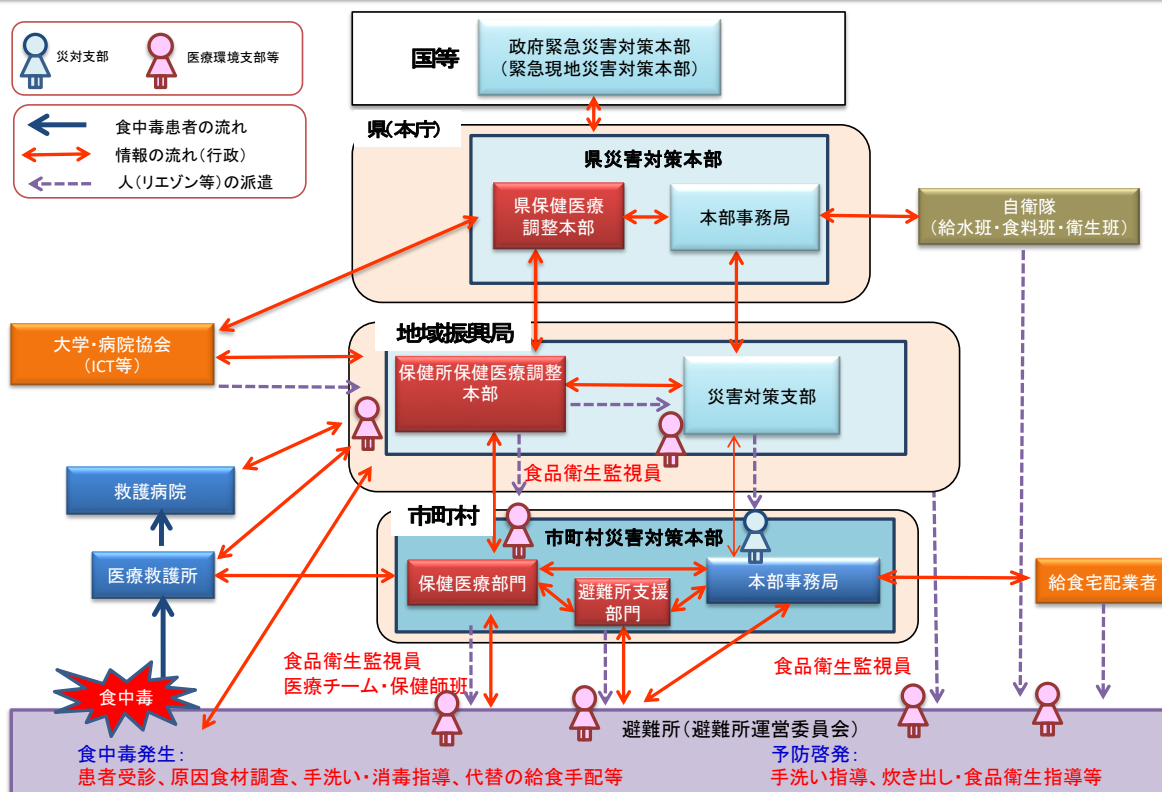 災対支部
医療環境支部等
食中毒患者の流れ
情報の流れ(行政)
人(リエゾン等)の派遣
国等
政府緊急災害対策本部
(緊急現地災害対策本部)
県(本庁)
県災害対策本部
県保健医療
調整本部
本部事務局
自衛隊
(給水班・食料班・衛生班)
大学・病院協会
(ICT等)
地域振興局
保健所保健医療調整
本部
災害対策支部
食品衛生監視員
救護病院
医療救護所
市町村
市町村災害対策本部
保健医療部門
避難所支援
部門
本部事務局
給食宅配業者
食中毒
食品衛生監視員
医療チーム・保健師班
食品衛生監視員
避難所(避難所運営委員会)
食中毒発生:
患者受診、原因食材調査、手洗い・消毒指導、代替の給食手配等
予防啓発:
手洗い指導、炊き出し・食品衛生指導等